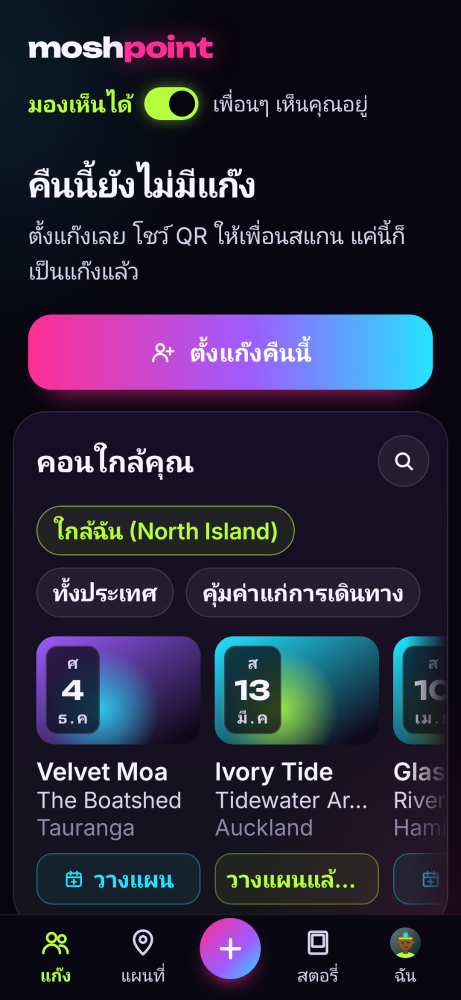 moshpoint
มองเห็นได้ เพื่อนๆ เห็นคุณอยู่
คืนนี้ยังไม่มีแก๊ง
ตั้งแก๊งเลย โชว์ QR ให้เพื่อนสแกน แค่นี้ก็
เป็นแก๊งแล้ว
ตั้งแก๊งคืนนี้
คอนใกล้คุณ
ใกล้ฉัน (North Island)
ทั้งประเทศ คุ้มค่าแก่การเดินทาง
ศ
4
ธ.ค
Velvet Moa
The Boatshed
Tauranga
วางแผน
ส
13
มี.ค
Ivory Tide
Tidewater Ar...
Auckland
วางแผนแล้...
ส
แก๊ง
แผนที่
สตอรี่
ฉัน